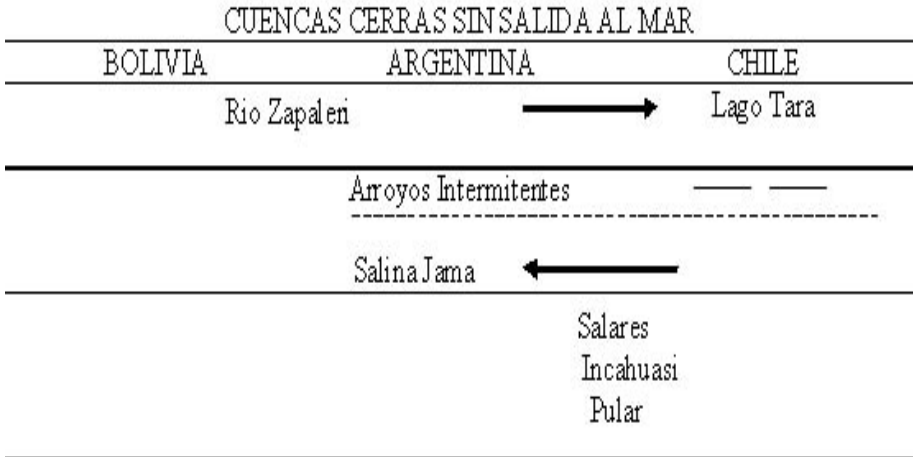 CUENCAS CERRAS SIN SALIDA AL MAR
BOLIVIA ARGENTINA CHILE
Rio Zapaleri Lago Tara
Arroyos Intermitentes
Salina Jama
Salares
Incahuasi
Pular